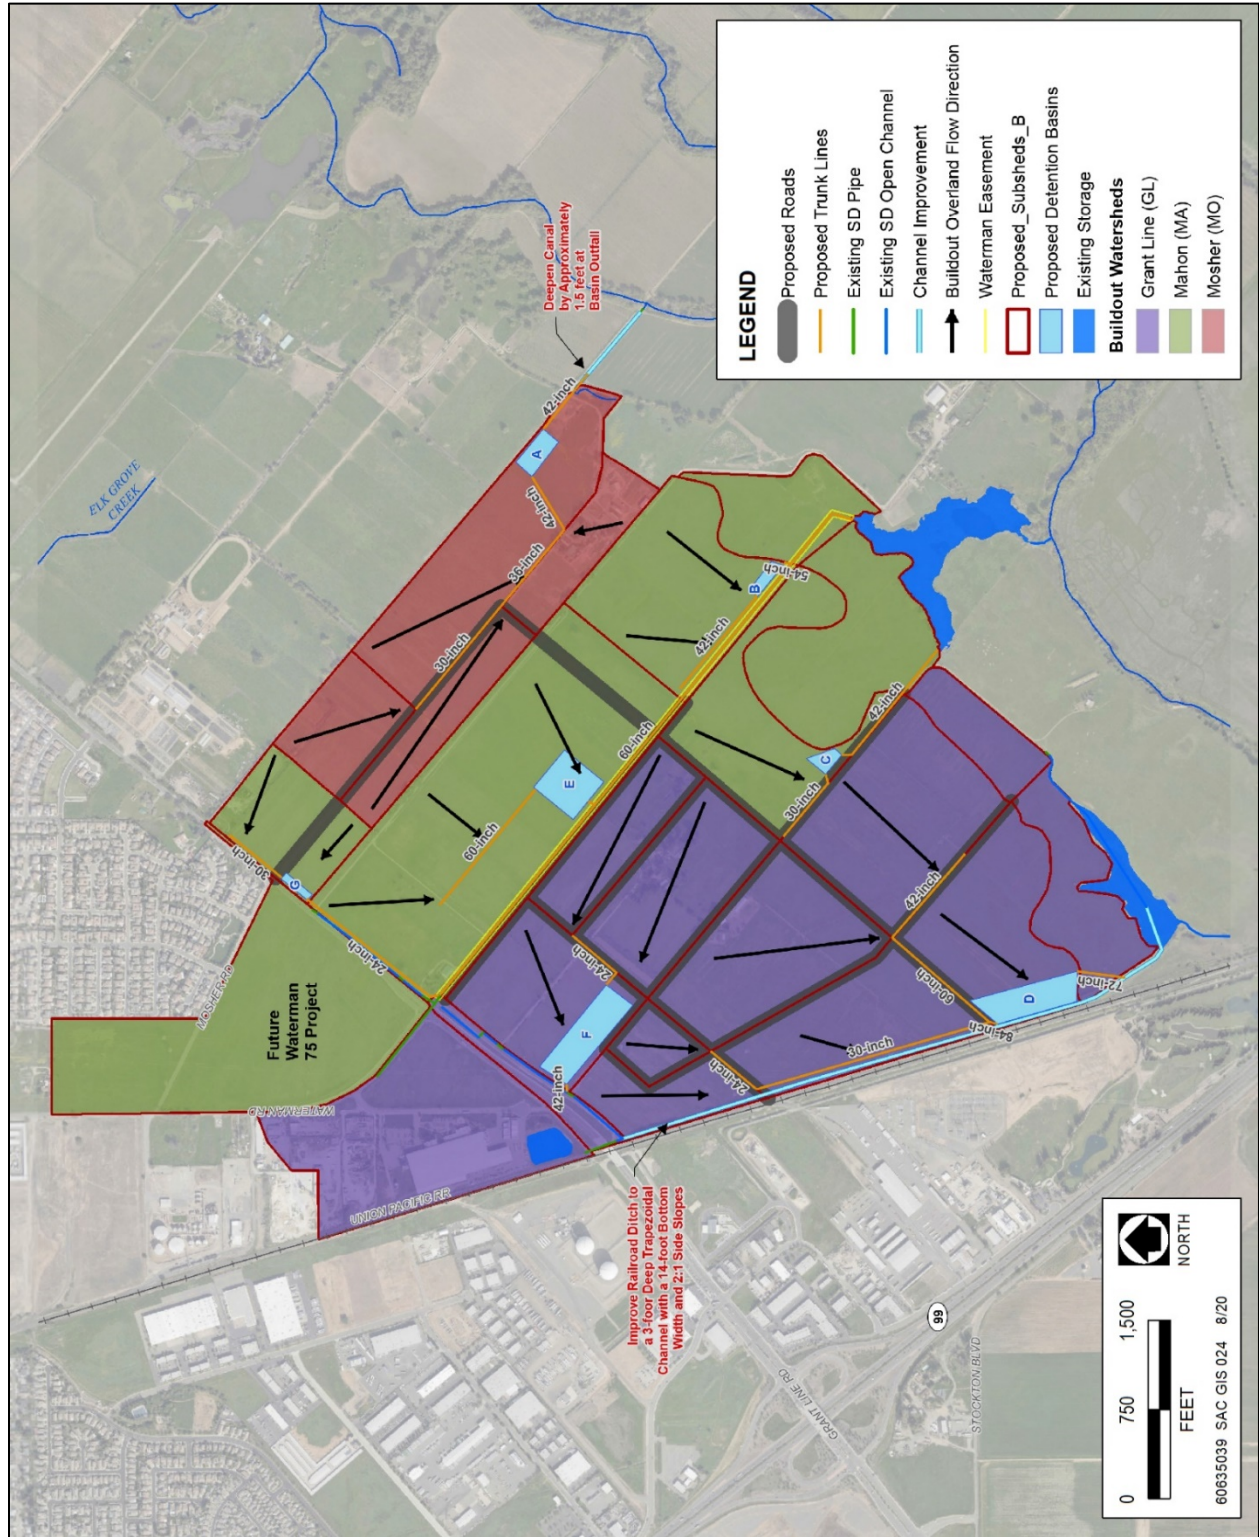 LEGEND
Proposed Roads
Proposed Trunk Lines
Existing SD Pipe
Existing SD Open Channel
Channel Improvement
Buildout Overland Flow Direction
Waterman Easement
Proposed_Subsheds_B
Proposed Detention Basins
Existing Storage
Buildout Watersheds
Grant Line (GL)
Mahon (MA)
Mosher (MO)
ELK GROVE
CREEK
Deepen Canal
by Approximately
1.5 feet at
Basin Outfall
42-inch
A
42-inch
36-inch
30-inch
30-inch
G
24-inch
MOSHER RD
Future
Waterman
75 Project
WATERMAN RD
UNION PACIFIC RR
60-inch
E
60-inch
42-inch
B
54-inch
42-inch
C
30-inch
24-inch
F
42-inch
24-inch
30-inch
42-inch
60-inch
D
72-inch
84-inch
Improve Railroad Ditch to
a 3-foor Deep Trapezoidal
Channel with a 14-foot Bottom
Width and 2:1 Side Slopes
GRANT LINE RD
99
STOCKTON BLVD
0 750 1,500
FEET
NORTH
60635039 SAC GIS 024 8/20